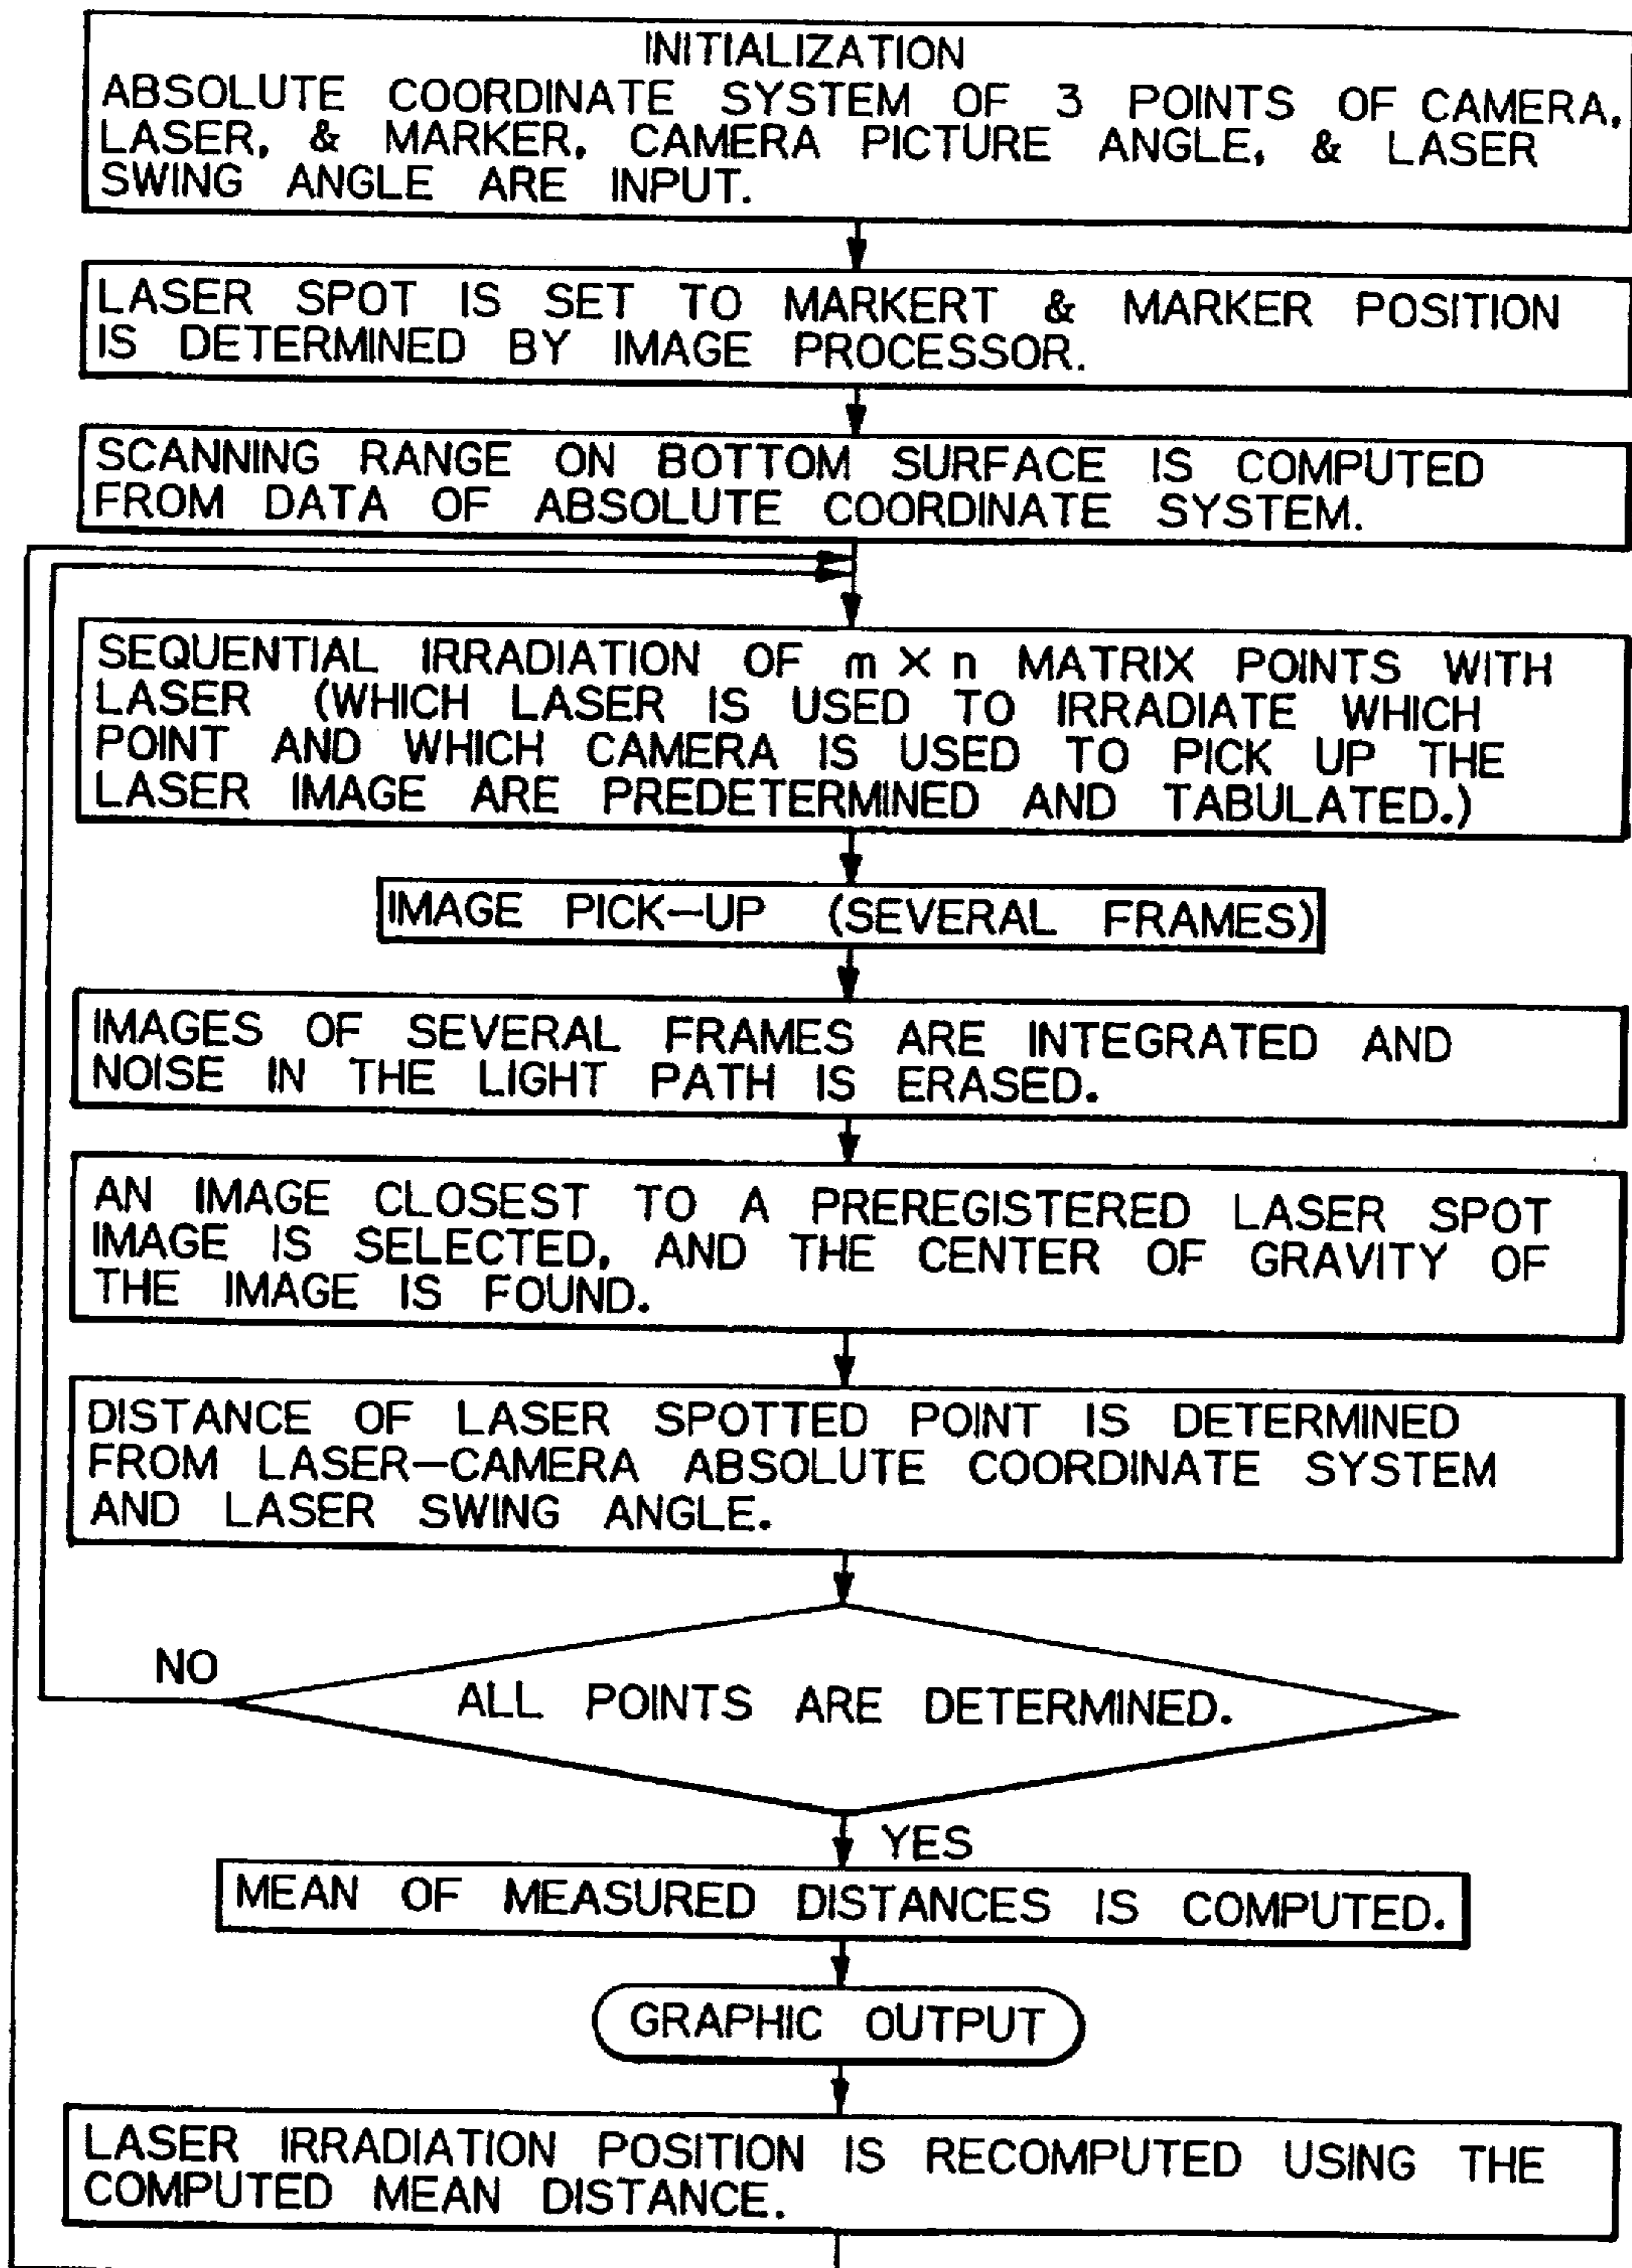 INITIALIZATION
ABSOLUTE COORDINATE SYSTEM OF 3 POINTS OF CAMERA,
LASER, & MARKER, CAMERA PICTURE ANGLE, & LASER
SWING ANGLE ARE INPUT.
LASER SPOT IS SET TO MARKERT & MARKER POSITION
IS DETERMINED BY IMAGE PROCESSOR.
SCANNING RANGE ON BOTTOM SURFACE IS COMPUTED
FROM DATA OF ABSOLUTE COORDINATE SYSTEM.
SEQUENTIAL IRRADIATION OF m × n MATRIX POINTS WITH
LASER (WHICH LASER IS USED TO IRRADIATE WHICH
POINT AND WHICH CAMERA IS USED TO PICK UP THE
LASER IMAGE ARE PREDETERMINED AND TABULATED.)
IMAGE PICK-UP (SEVERAL FRAMES)
IMAGES OF SEVERAL FRAMES ARE INTEGRATED AND
NOISE IN THE LIGHT PATH IS ERASED.
AN IMAGE CLOSEST TO A PREREGISTERED LASER SPOT
IMAGE IS SELECTED, AND THE CENTER OF GRAVITY OF
THE IMAGE IS FOUND.
DISTANCE OF LASER SPOTTED POINT IS DETERMINED
FROM LASER-CAMERA ABSOLUTE COORDINATE SYSTEM
AND LASER SWING ANGLE.
NO
ALL POINTS ARE DETERMINED.
YES
MEAN OF MEASURED DISTANCES IS COMPUTED.
GRAPHIC OUTPUT
LASER IRRADIATION POSITION IS RECOMPUTED USING THE
COMPUTED MEAN DISTANCE.